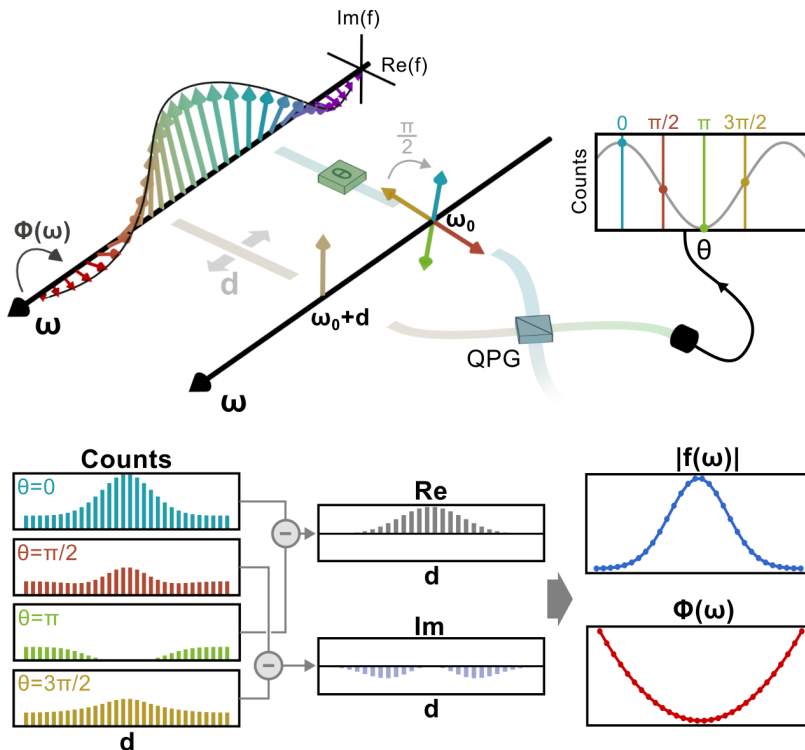 Im(f)
Re(f)
Φ(ω)
ω
d
Θ
π/2
ω₀
ω₀+d
ω
QPG
Counts
0
π/2
π
3π/2
θ
Counts
θ=0
θ=π/2
θ=π
θ=3π/2
d
Re
d
Im
d
|f(ω)|
Φ(ω)